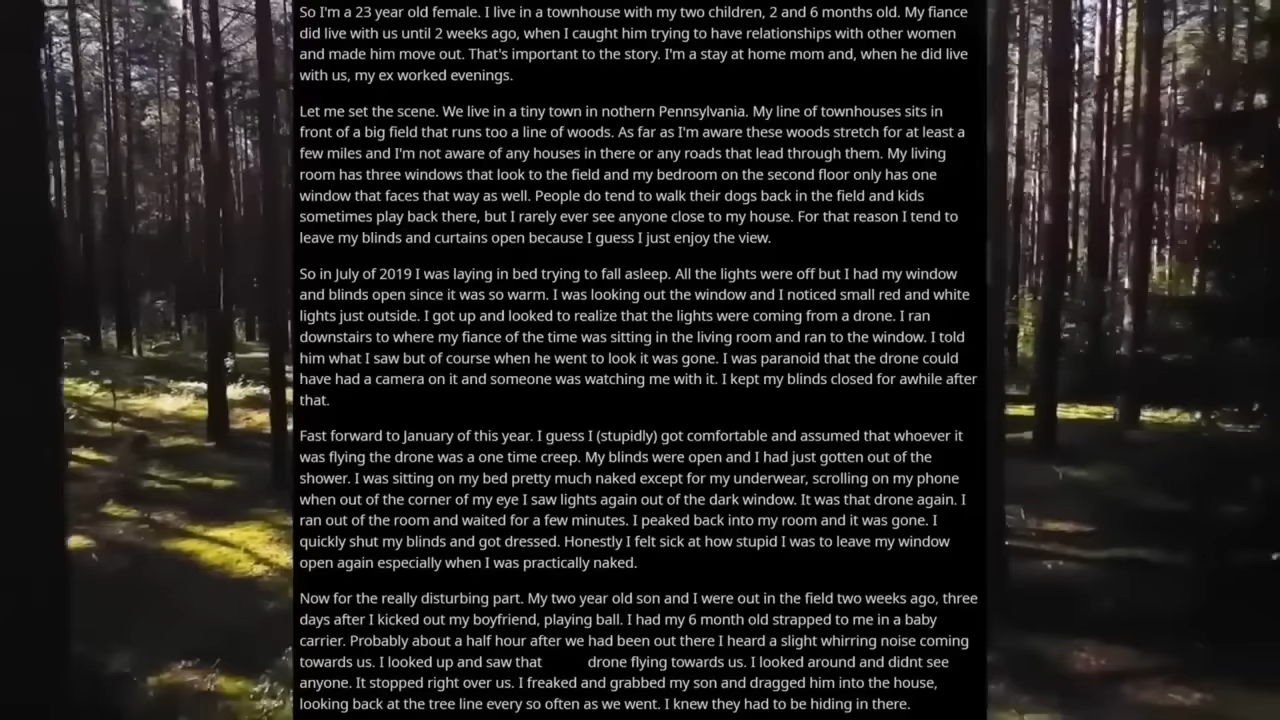 So I'm a 23 year old female. I live in a townhouse with my two children, 2 and 6 months old. My fiance
did live with us until 2 weeks ago, when I caught him trying to have relationships with other women
and made him move out. That's important to the story. I'm a stay at home mom and, when he did live
with us, my ex worked evenings.
Let me set the scene. We live in a tiny town in nothern Pennsylvania. My line of townhouses sits in
front of a big field that runs too a line of woods. As far as I'm aware these woods stretch for at least a
few miles and I'm not aware of any houses in there or any roads that lead through them. My living
room has three windows that look to the field and my bedroom on the second floor only has one
window that faces that way as well. People do tend to walk their dogs back in the field and kids
sometimes play back there, but I rarely ever see anyone close to my house. For that reason I tend to
leave my blinds and curtains open because I guess I just enjoy the view.
So in July of 2019 I was laying in bed trying to fall asleep. All the lights were off but I had my window
and blinds open since it was so warm. I was looking out the window and I noticed small red and white
lights just outside. I got up and looked to realize that the lights were coming from a drone. I ran
downstairs to where my fiance of the time was sitting in the living room and ran to the window. I told
him what I saw but of course when he went to look it was gone. I was paranoid that the drone could
have had a camera on it and someone was watching me with it. I kept my blinds closed for awhile after
that.
Fast forward to January of this year. I guess I (stupidly) got comfortable and assumed that whoever it
was flying the drone was a one time creep. My blinds were open and I had just gotten out of the
shower. I was sitting on my bed pretty much naked except for my underwear, scrolling on my phone
when out of the corner of my eye I saw lights again out of the dark window. It was that drone again. I
ran out of the room and waited for a few minutes. I peaked back into my room and it was gone. I
quickly shut my blinds and got dressed. Honestly I felt sick at how stupid I was to leave my window
open again especially when I was practically naked.
Now for the really disturbing part. My two year old son and I were out in the field two weeks ago, three
days after I kicked out my boyfriend, playing ball. I had my 6 month old strapped to me in a baby
carrier. Probably about a half hour after we had been out there I heard a slight whirring noise coming
towards us. I looked up and saw that drone flying towards us. I looked around and didnt see
anyone. It stopped right over us. I freaked and grabbed my son and dragged him into the house,
looking back at the tree line every so often as we went. I knew they had to be hiding in there.